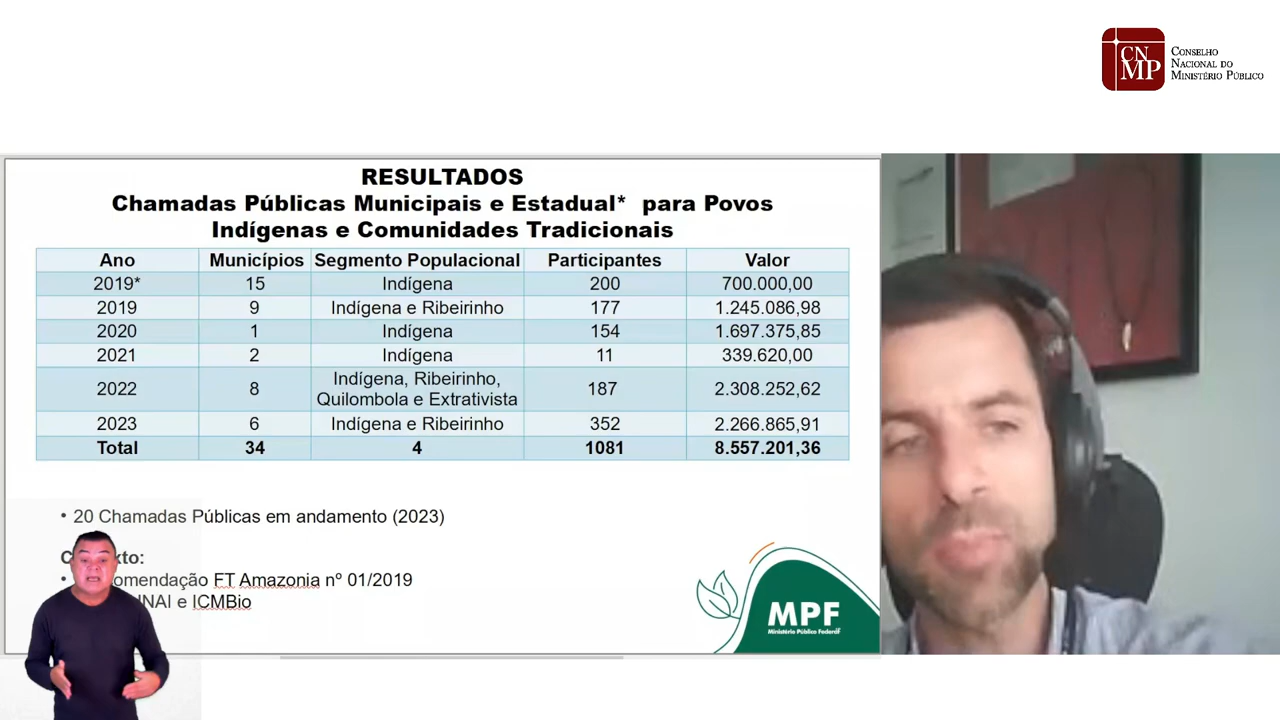 CN
MP
CONSELHO
NACIONAL DO
MINISTÉRIO PÚBLICO
RESULTADOS
Chamadas Públicas Municipais e Estadual* para Povos
Indígenas e Comunidades Tradicionais
Ano Municípios Segmento Populacional Participantes Valor
2019* 15 Indígena 200 700.000,00
2019 9 Indígena e Ribeirinho 177 1.245.086,98
2020 1 Indígena 154 1.697.375,85
2021 2 Indígena 11 339.620,00
2022 8 Indígena, Ribeirinho, Quilombola e Extrativista 187 2.308.252,62
2023 6 Indígena e Ribeirinho 352 2.266.865,91
Total 34 4 1081 8.557.201,36
• 20 Chamadas Públicas em andamento (2023)
xto:
• omendação FT Amazonia nº 01/2019
NAI e ICMBio
MPF
Ministério Público Federal